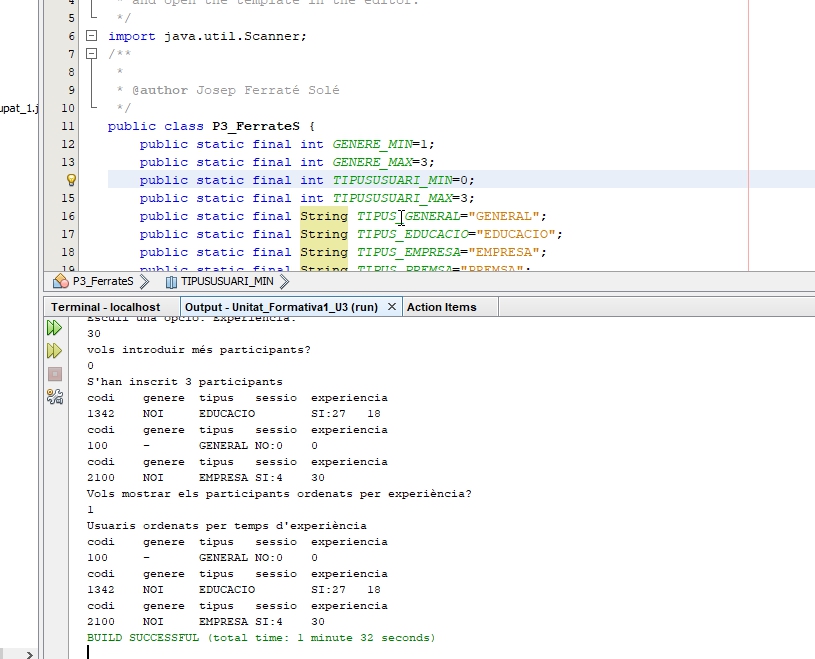 4 * and open the template in the editor.
5 */
6 import java.util.Scanner;
7 /**
8 *
9 * @author Josep Ferraté Solé
10 */
11 public class P3_FerrateS {
12 public static final int GENERE_MIN=1;
13 public static final int GENERE_MAX=3;
public static final int TIPUSUSUARI_MIN=0;
15 public static final int TIPUSUSUARI_MAX=3;
16 public static final String TIPUS_GENERAL="GENERAL";
17 public static final String TIPUS_EDUCACIO="EDUCACIO";
18 public static final String TIPUS_EMPRESA="EMPRESA";
19 public static final String TIPUS_PREMSA="PREMSA";
upat_1.j
P3_FerrateS TIPUSUSUARI_MIN
Terminal - localhost Output - Unitat_Formativa1_U3 (run) × Action Items
Escull una opció: Experiència:
30
vols introduir més participants?
0
S'han inscrit 3 participants
codi genere tipus sessio experiencia
1342 NOI EDUCACIO SI:27 18
codi genere tipus sessio experiencia
100 - GENERAL NO:0 0
codi genere tipus sessio experiencia
2100 NOI EMPRESA SI:4 30
Vols mostrar els participants ordenats per experiència?
1
Usuaris ordenats per temps d'experiència
codi genere tipus sessio experiencia
100 - GENERAL NO:0 0
codi genere tipus sessio experiencia
1342 NOI EDUCACIO SI:27 18
codi genere tipus sessio experiencia
2100 NOI EMPRESA SI:4 30
BUILD SUCCESSFUL (total time: 1 minute 32 seconds)